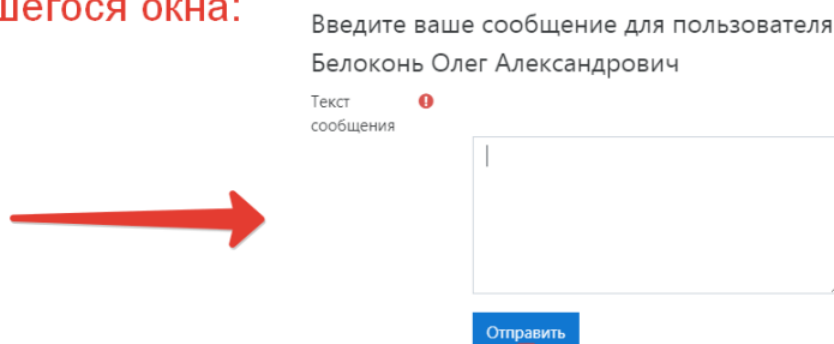 шегося окна:
Введите ваше сообщение для пользователя
Белоконь Олег Александрович
Текст
сообщения
Отправить